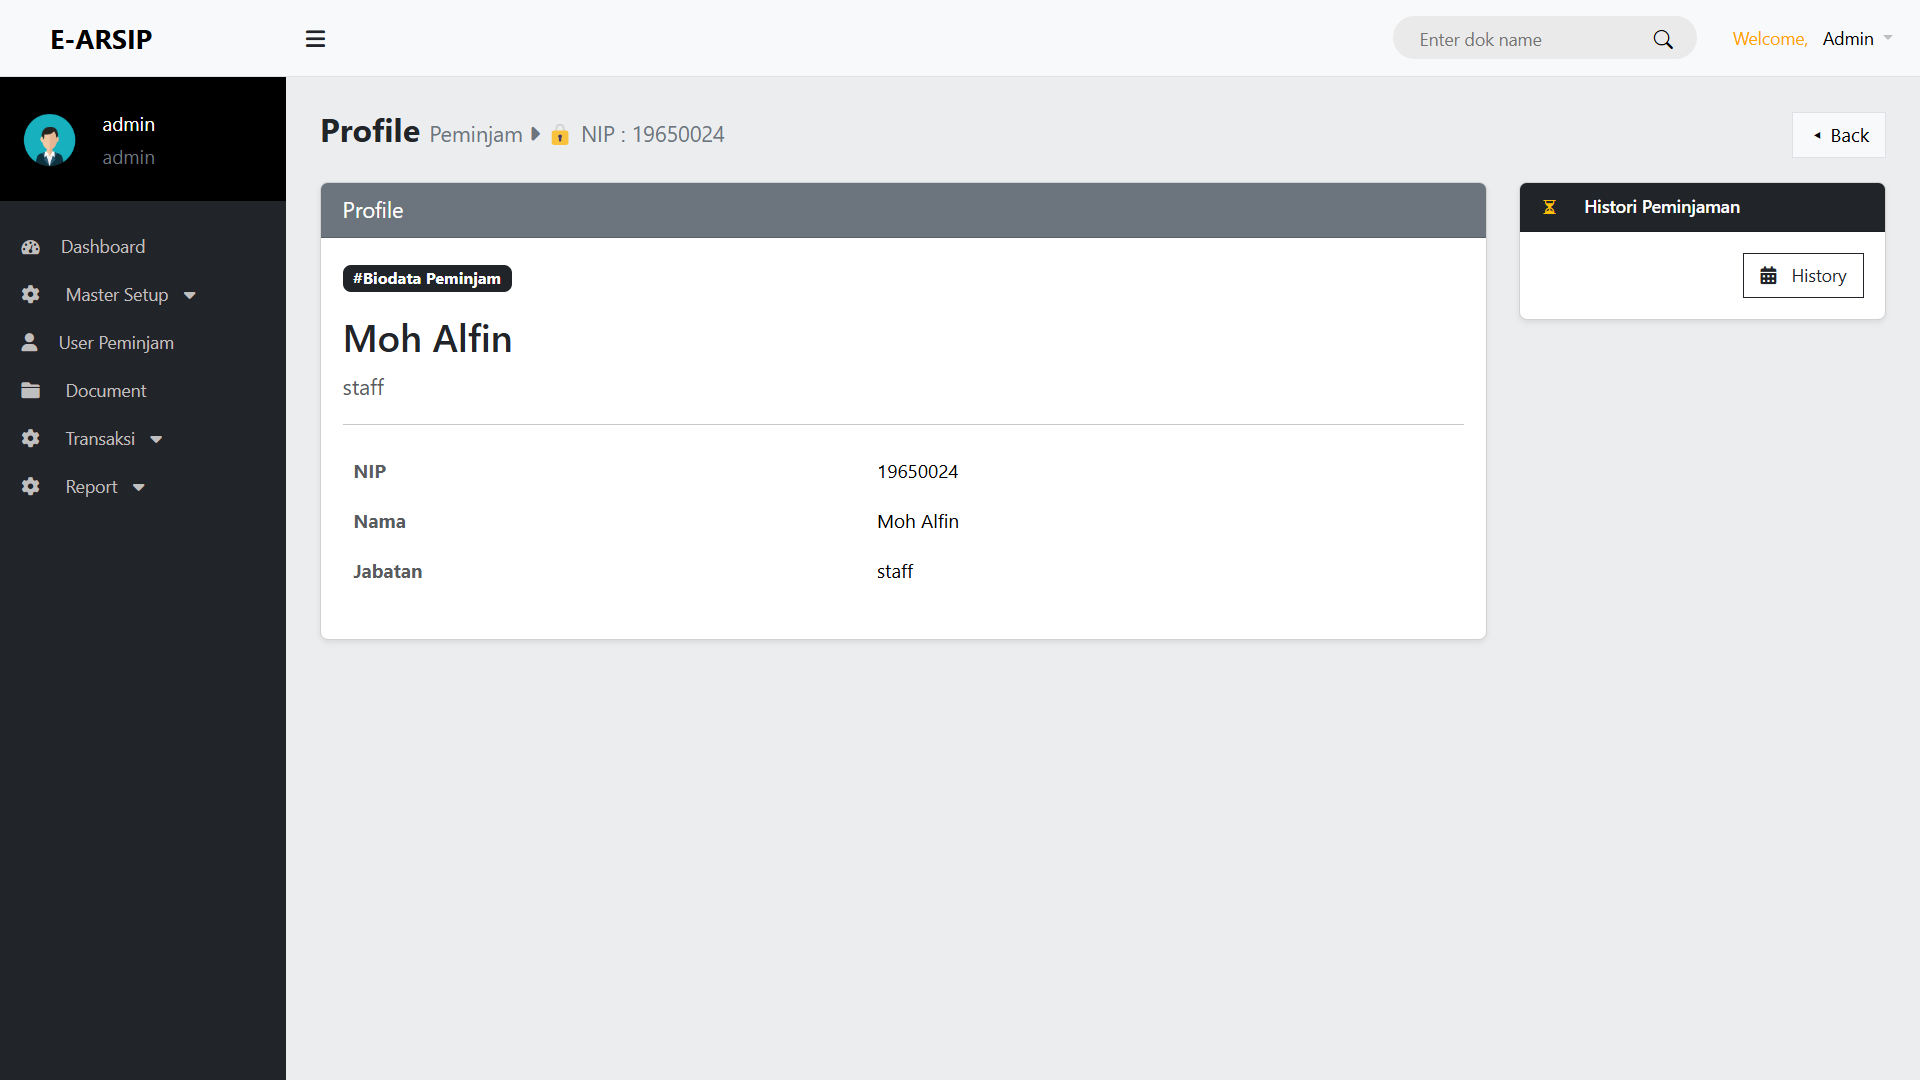 E-ARSIP
Enter dok name
Welcome, Admin
admin
admin
Dashboard
Master Setup
User Peminjam
Document
Transaksi
Report
Profile Peminjam NIP : 19650024
Back
Profile
#Biodata Peminjam
Moh Alfin
staff
NIP 19650024
Nama Moh Alfin
Jabatan staff
Histori Peminjaman
History